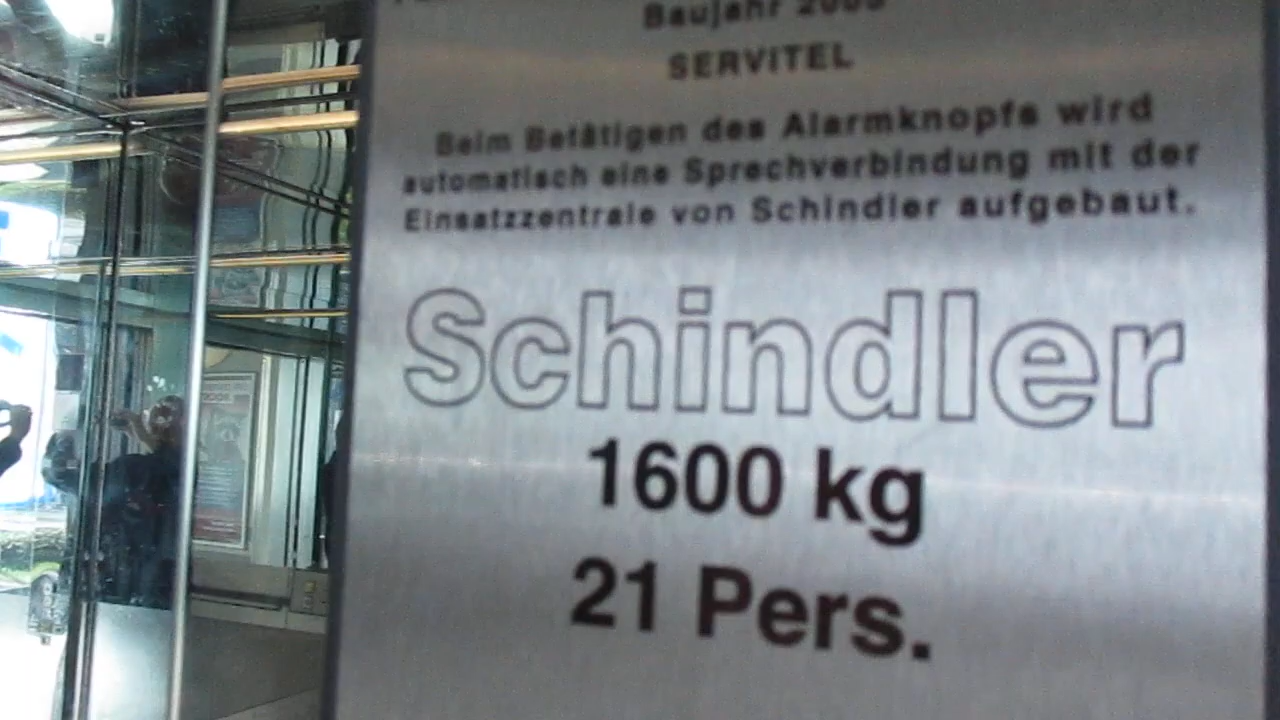 Baujahr
SERVITEL
Beim Betätigen des Alarmknopfs wird
automatisch eine Sprechverbindung mit der
Einsatzzentrale von Schindler aufgebaut.
Schindler
1600 kg
21 Pers.